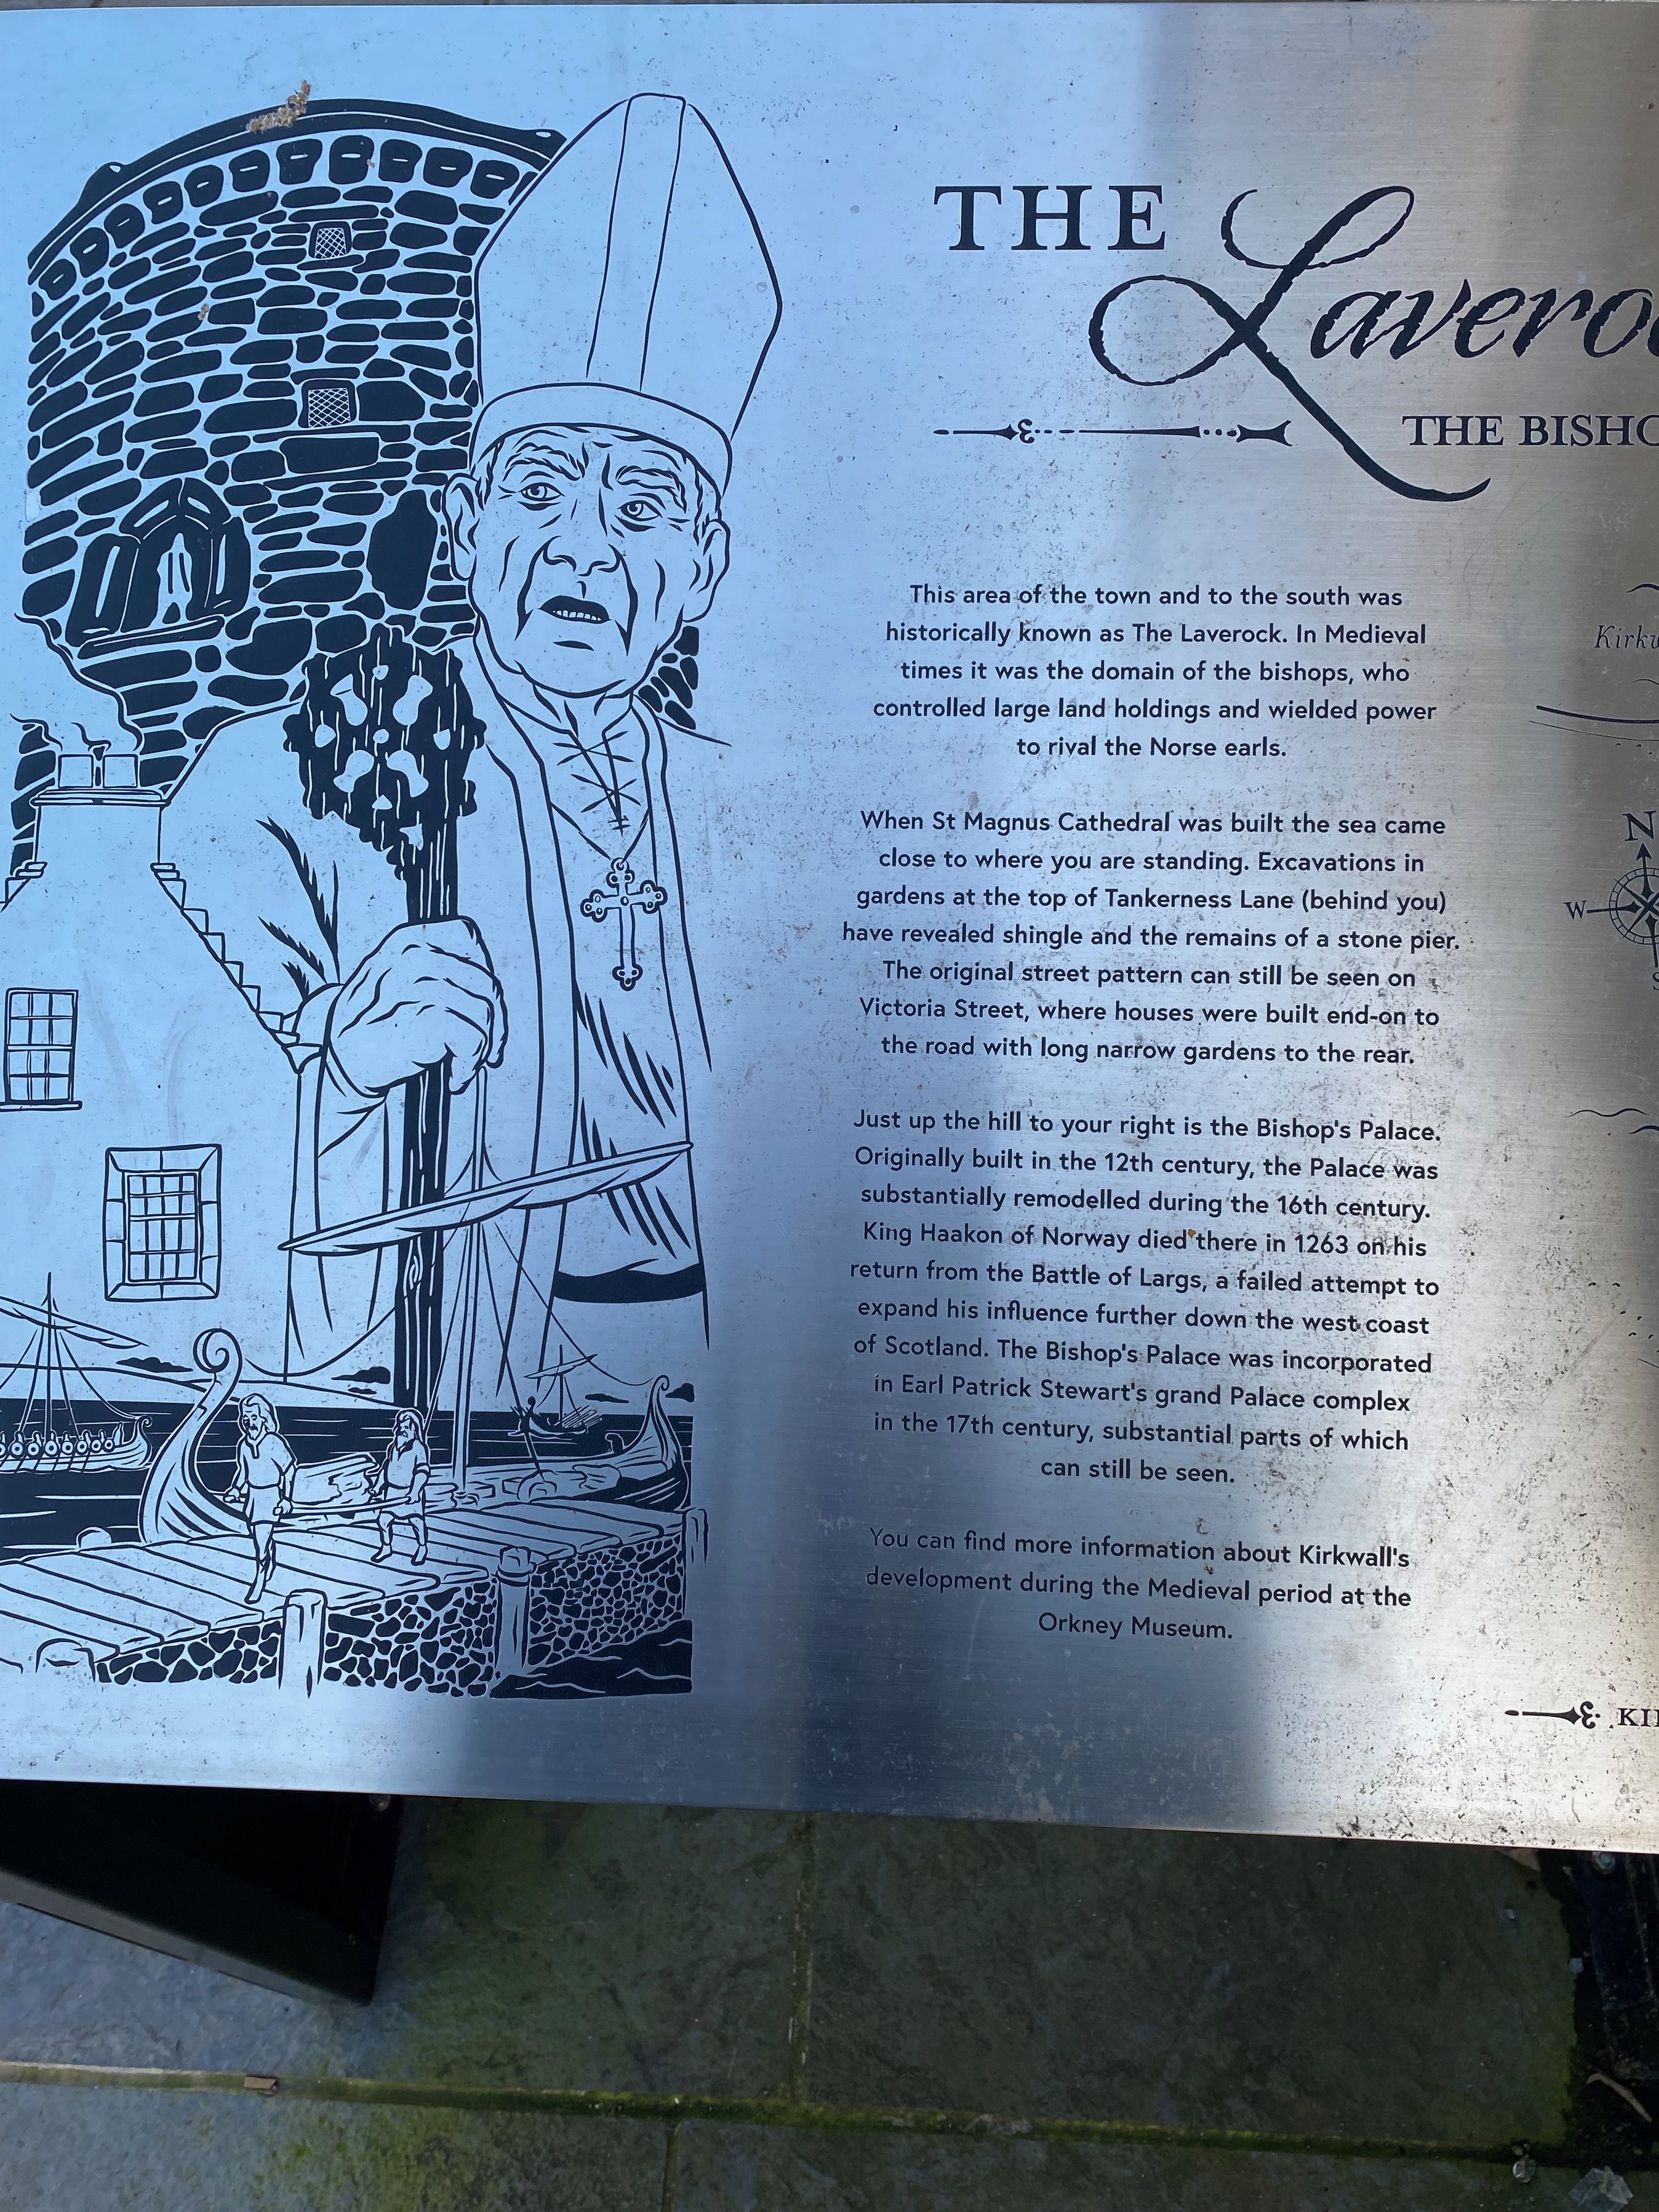 THE
Laveroc
THE BISHO
This area of the town and to the south was
historically known as The Laverock. In Medieval
times it was the domain of the bishops, who
controlled large land holdings and wielded power
to rival the Norse earls.
When St Magnus Cathedral was built the sea came
close to where you are standing. Excavations in
gardens at the top of Tankerness Lane (behind you)
have revealed shingle and the remains of a stone pier.
The original street pattern can still be seen on
Victoria Street, where houses were built end-on to
the road with long narrow gardens to the rear.
Just up the hill to your right is the Bishop's Palace.
Originally built in the 12th century, the Palace was
substantially remodelled during the 16th century.
King Haakon of Norway died there in 1263 on his
return from the Battle of Largs, a failed attempt to
expand his influence further down the west coast
of Scotland. The Bishop's Palace was incorporated
in Earl Patrick Stewart's grand Palace complex
in the 17th century, substantial parts of which
can still be seen.
You can find more information about Kirkwall's
development during the Medieval period at the
Orkney Museum.
Kirkw
N
W
KI